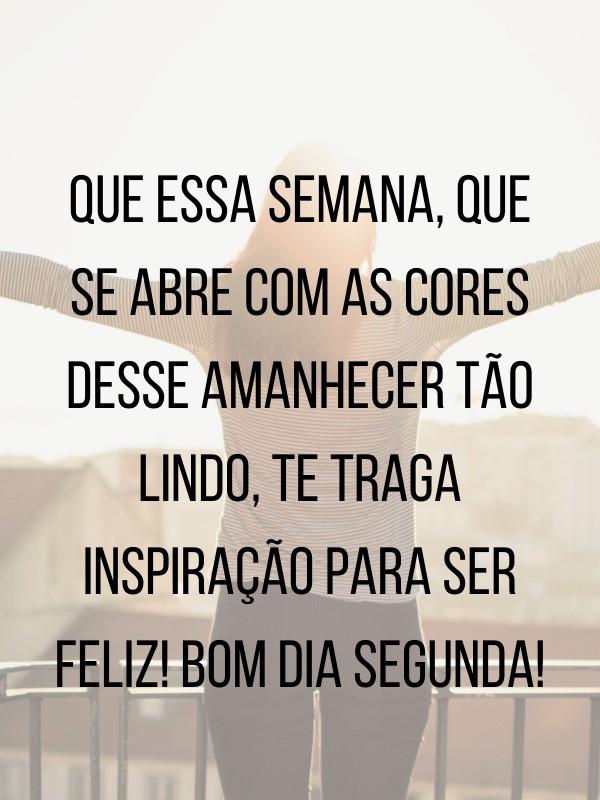 QUE ESSA SEMANA, QUE
SE ABRE COM AS CORES
DESSE AMANHECER TÃO
LINDO, TE TRAGA
INSPIRAÇÃO PARA SER
FELIZ! BOM DIA SEGUNDA!